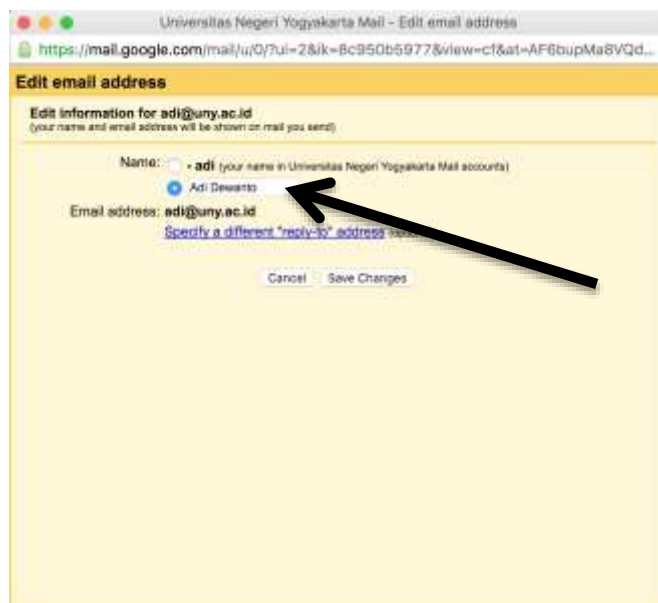 Universitas Negeri Yogyakarta Mail - Edit email address
https://mail.google.com/mail/u/0/?ui=2&ik=8c950b5977&view=cf&at=AF6bupMa8VQd...
Edit email address
Edit information for adi@uny.ac.id
(your name and email address will be shown on mail you send)
Name: - adi (your name in Universitas Negeri Yogyakarta Mail accounts)
Adi Dewanto
Email address: adi@uny.ac.id
Specify a different "reply-to" address
Cancel Save Changes